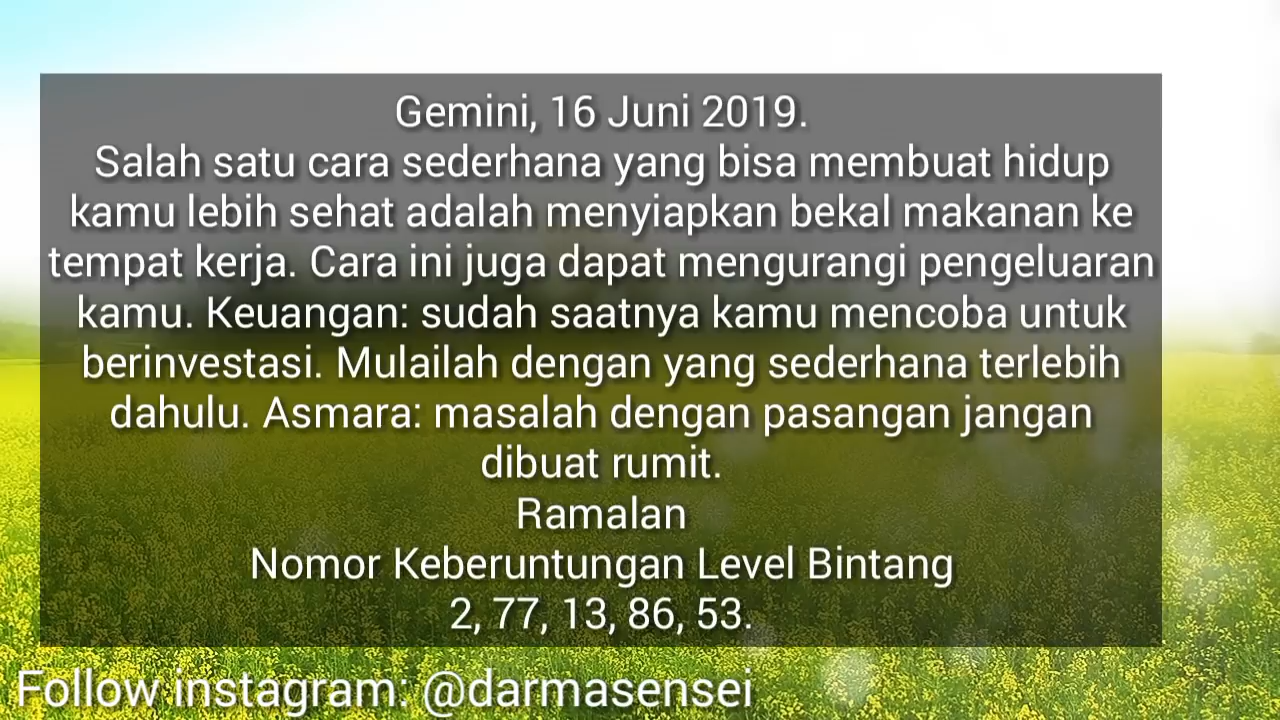 Gemini, 16 Juni 2019.
Salah satu cara sederhana yang bisa membuat hidup
kamu lebih sehat adalah menyiapkan bekal makanan ke
tempat kerja. Cara ini juga dapat mengurangi pengeluaran
kamu. Keuangan: sudah saatnya kamu mencoba untuk
berinvestasi. Mulailah dengan yang sederhana terlebih
dahulu. Asmara: masalah dengan pasangan jangan
dibuat rumit.
Ramalan
Nomor Keberuntungan Level Bintang
2, 77, 13, 86, 53.
Follow instagram: @darmasensei